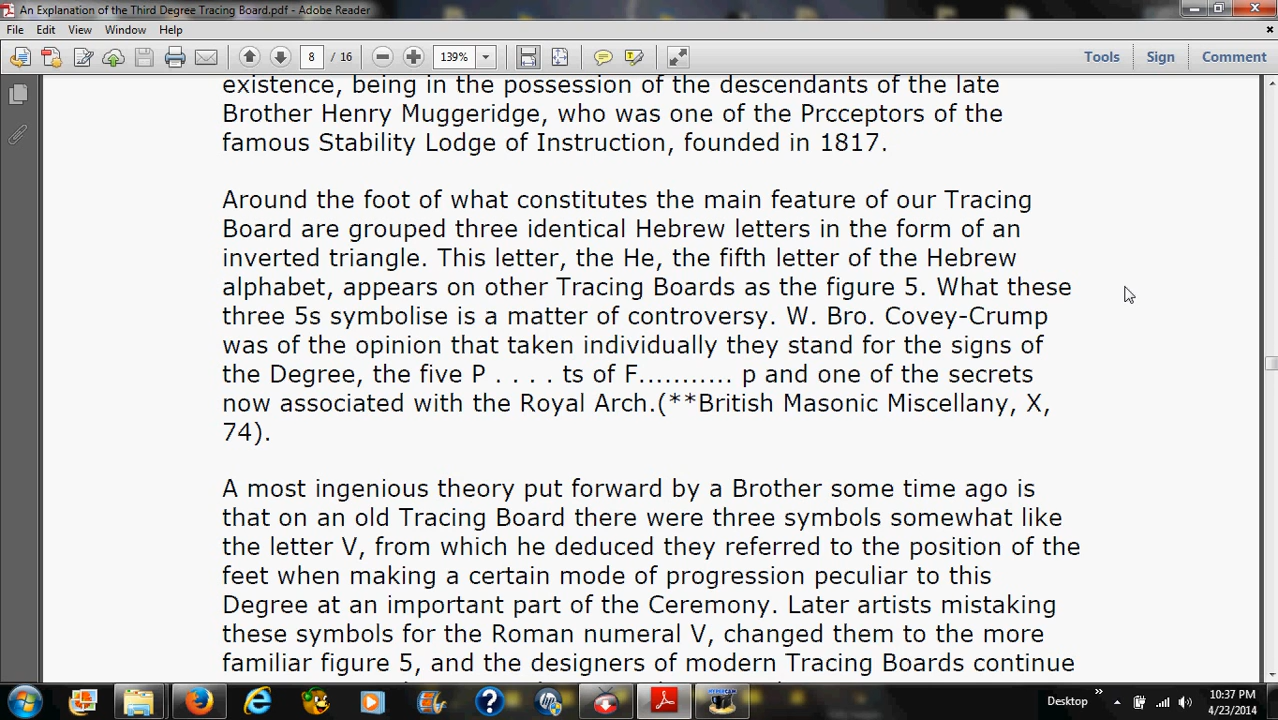 An Explanation of the Third Degree Tracing Board.pdf - Adobe Reader
File Edit View Window Help
8 / 16 139% Tools Sign Comment
existence, being in the possession of the descendants of the late
Brother Henry Muggeridge, who was one of the Prcceptors of the
famous Stability Lodge of Instruction, founded in 1817.
Around the foot of what constitutes the main feature of our Tracing
Board are grouped three identical Hebrew letters in the form of an
inverted triangle. This letter, the He, the fifth letter of the Hebrew
alphabet, appears on other Tracing Boards as the figure 5. What these
three 5s symbolise is a matter of controversy. W. Bro. Covey-Crump
was of the opinion that taken individually they stand for the signs of
the Degree, the five P . . . . ts of F........... p and one of the secrets
now associated with the Royal Arch.(**British Masonic Miscellany, X,
74).
A most ingenious theory put forward by a Brother some time ago is
that on an old Tracing Board there were three symbols somewhat like
the letter V, from which he deduced they referred to the position of the
feet when making a certain mode of progression peculiar to this
Degree at an important part of the Ceremony. Later artists mistaking
these symbols for the Roman numeral V, changed them to the more
familiar figure 5, and the designers of modern Tracing Boards continue
Desktop 10:37 PM
4/23/2014